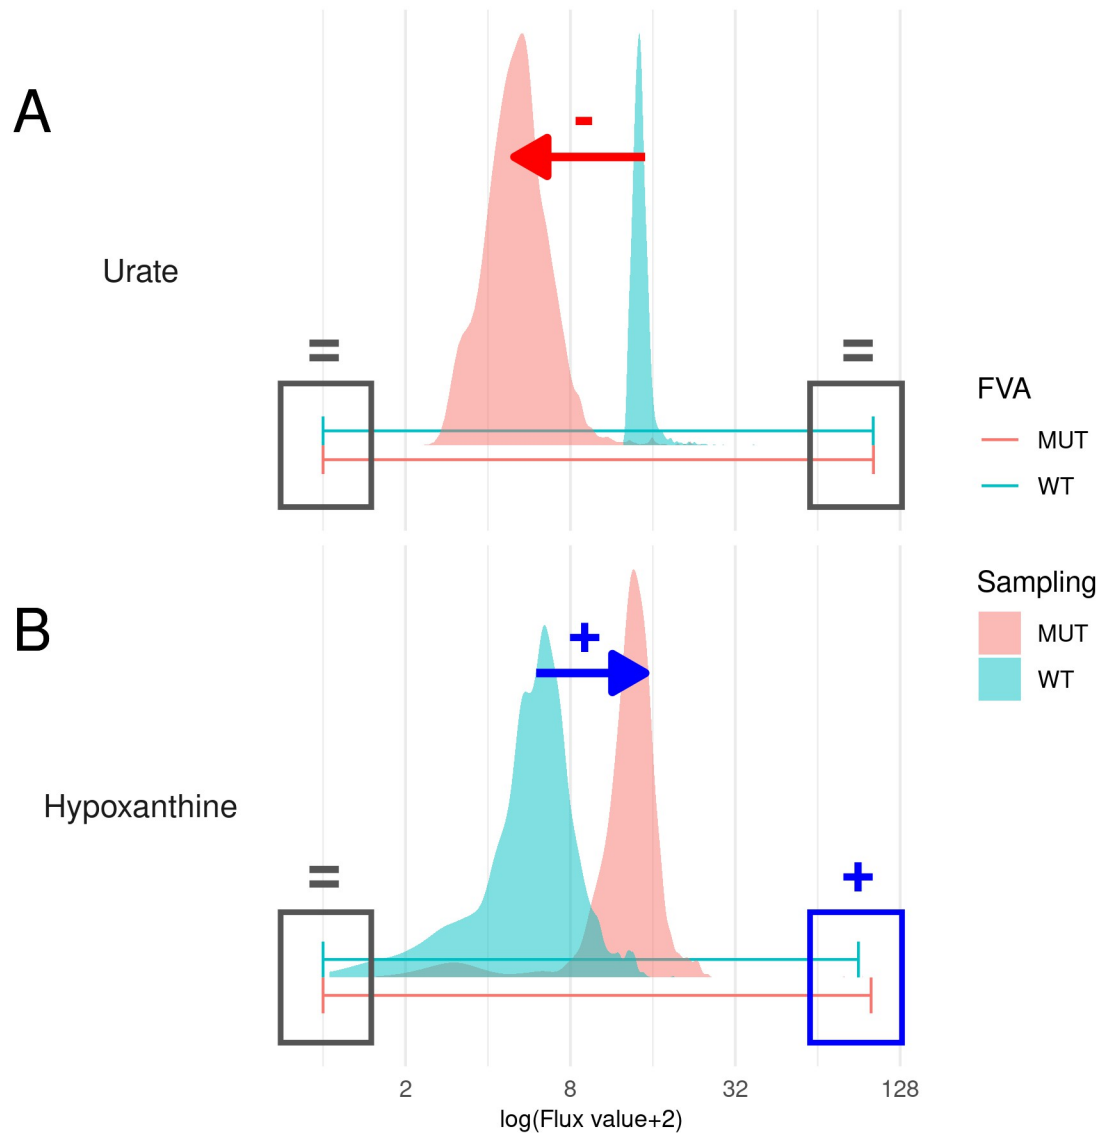 A
-
Urate
=
=
FVA
MUT
WT
Sampling
MUT
WT
B
+
Hypoxanthine
=
+
2
8
32
128
log(Flux value+2)